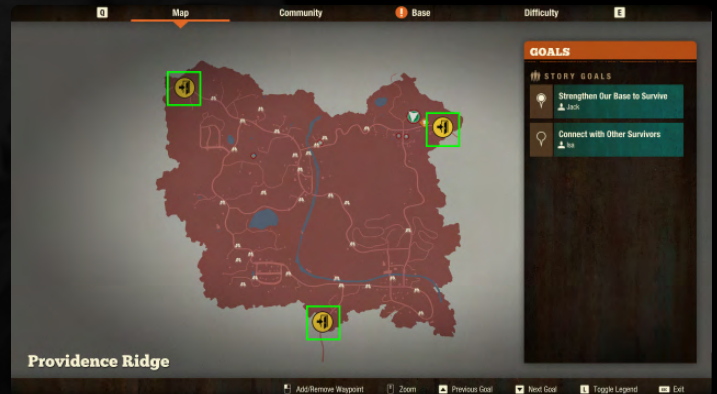 Q Map Community ! Base Difficulty E
GOALS
STORY GOALS
Strengthen Our Base to Survive
Jack
Connect with Other Survivors
Isa
Providence Ridge
Add/Remove Waypoint Zoom Previous Goal Next Goal L Toggle Legend Exit